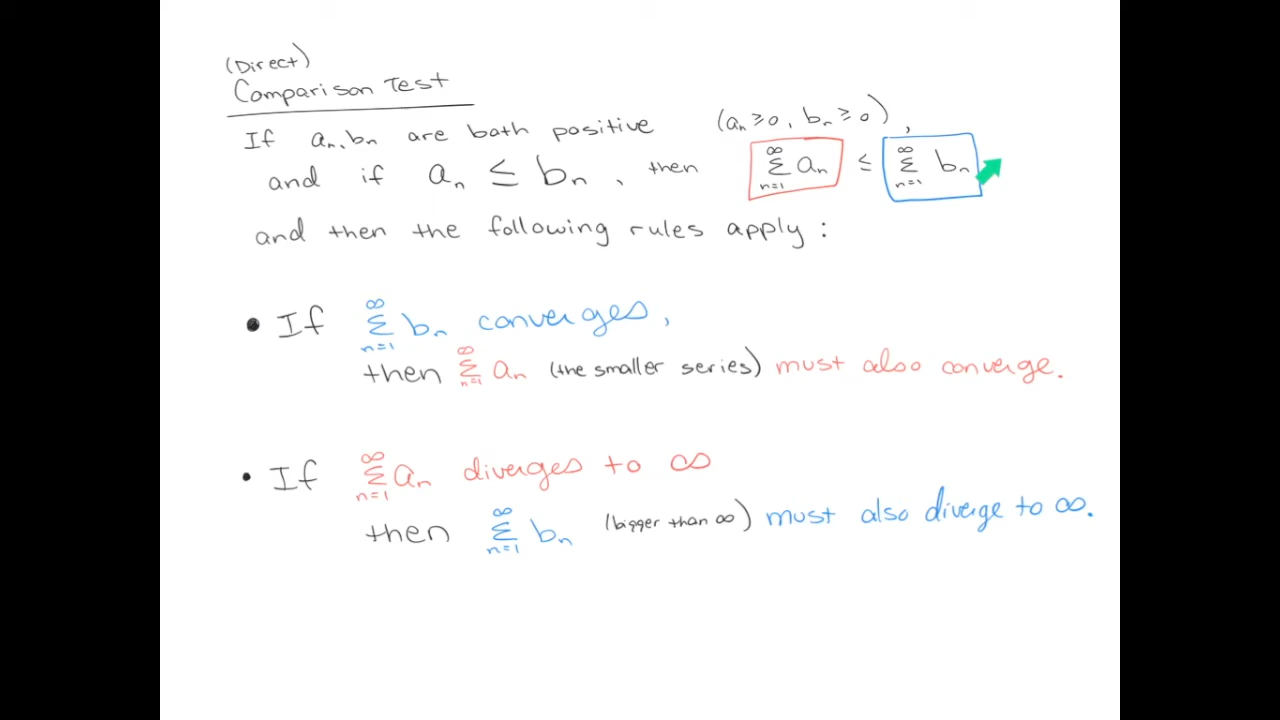 (Direct)
Comparison Test
If aₙ, bₙ are both positive (aₙ ≥ 0, bₙ ≥ 0),
and if aₙ ≤ bₙ, then ∑_{n=1}^{∞} aₙ ≤ ∑_{n=1}^{∞} bₙ
and then the following rules apply:
• If ∑_{n=1}^{∞} bₙ converges,
then ∑_{n=1}^{∞} aₙ (the smaller series) must also converge.
• If ∑_{n=1}^{∞} aₙ diverges to ∞
then ∑_{n=1}^{∞} bₙ (bigger than ∞) must also diverge to ∞.